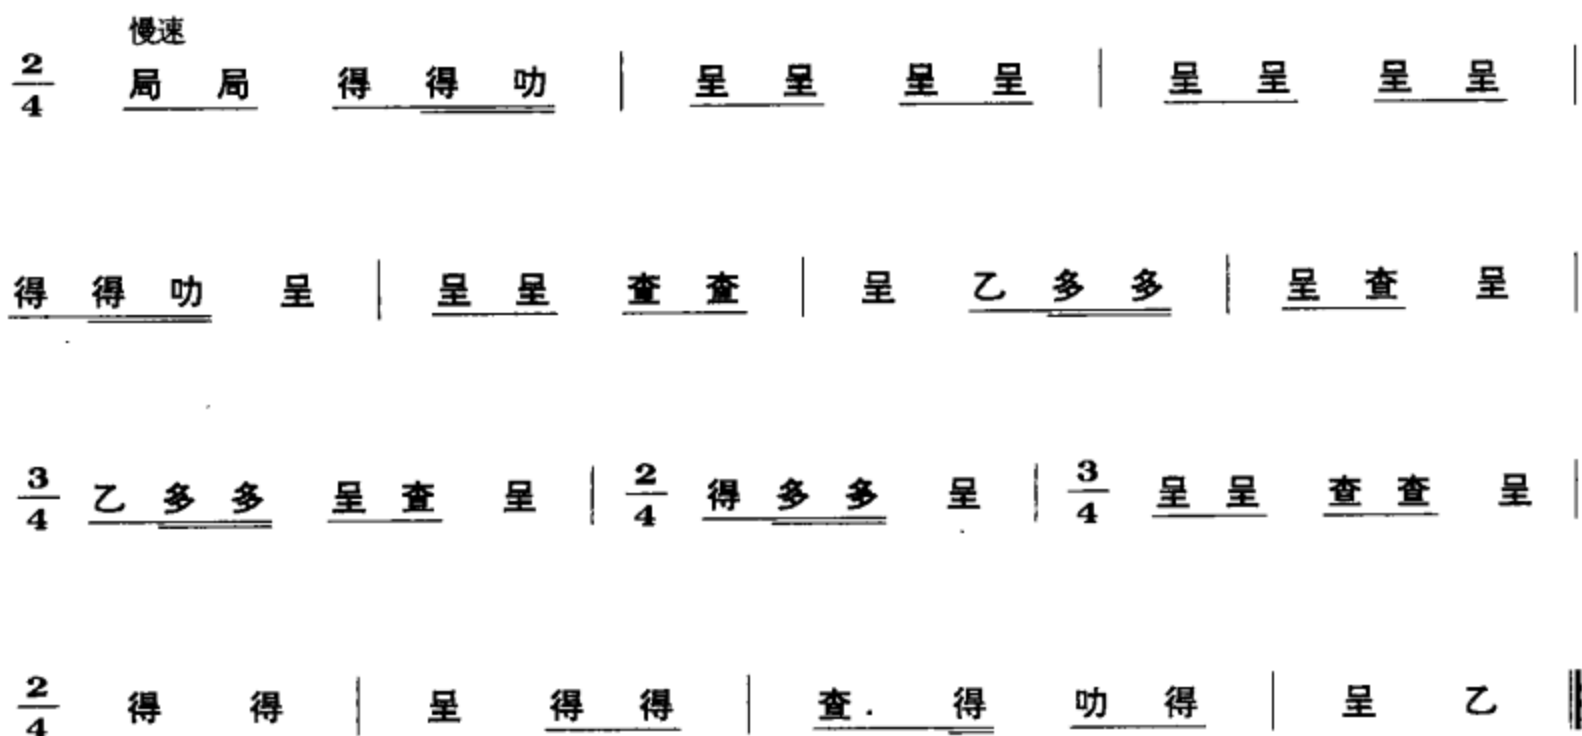 慢速
2/4 局 局 得 得 叻 | 呈 呈 呈 呈 | 呈 呈 呈 呈 |
得 得 叻 呈 | 呈 呈 查 查 | 呈 乙 多 多 | 呈 查 呈 |
3/4 乙 多 多 呈 查 呈 | 2/4 得 多 多 呈 | 3/4 呈 呈 查 查 呈 |
2/4 得 得 | 呈 得 得 | 查 . 得 叻 得 | 呈 乙 ‖